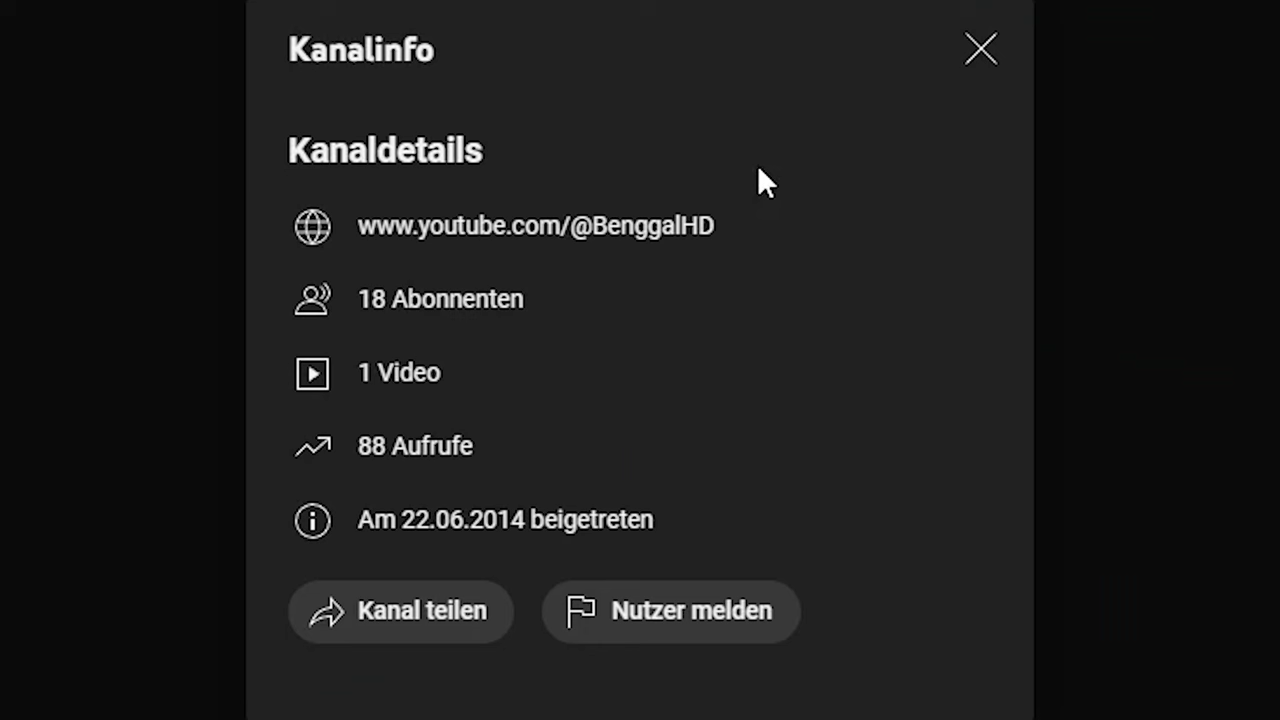 Kanalinfo
Kanaldetails
www.youtube.com/@BenggalHD
18 Abonnenten
1 Video
88 Aufrufe
Am 22.06.2014 beigetreten
Kanal teilen
Nutzer melden